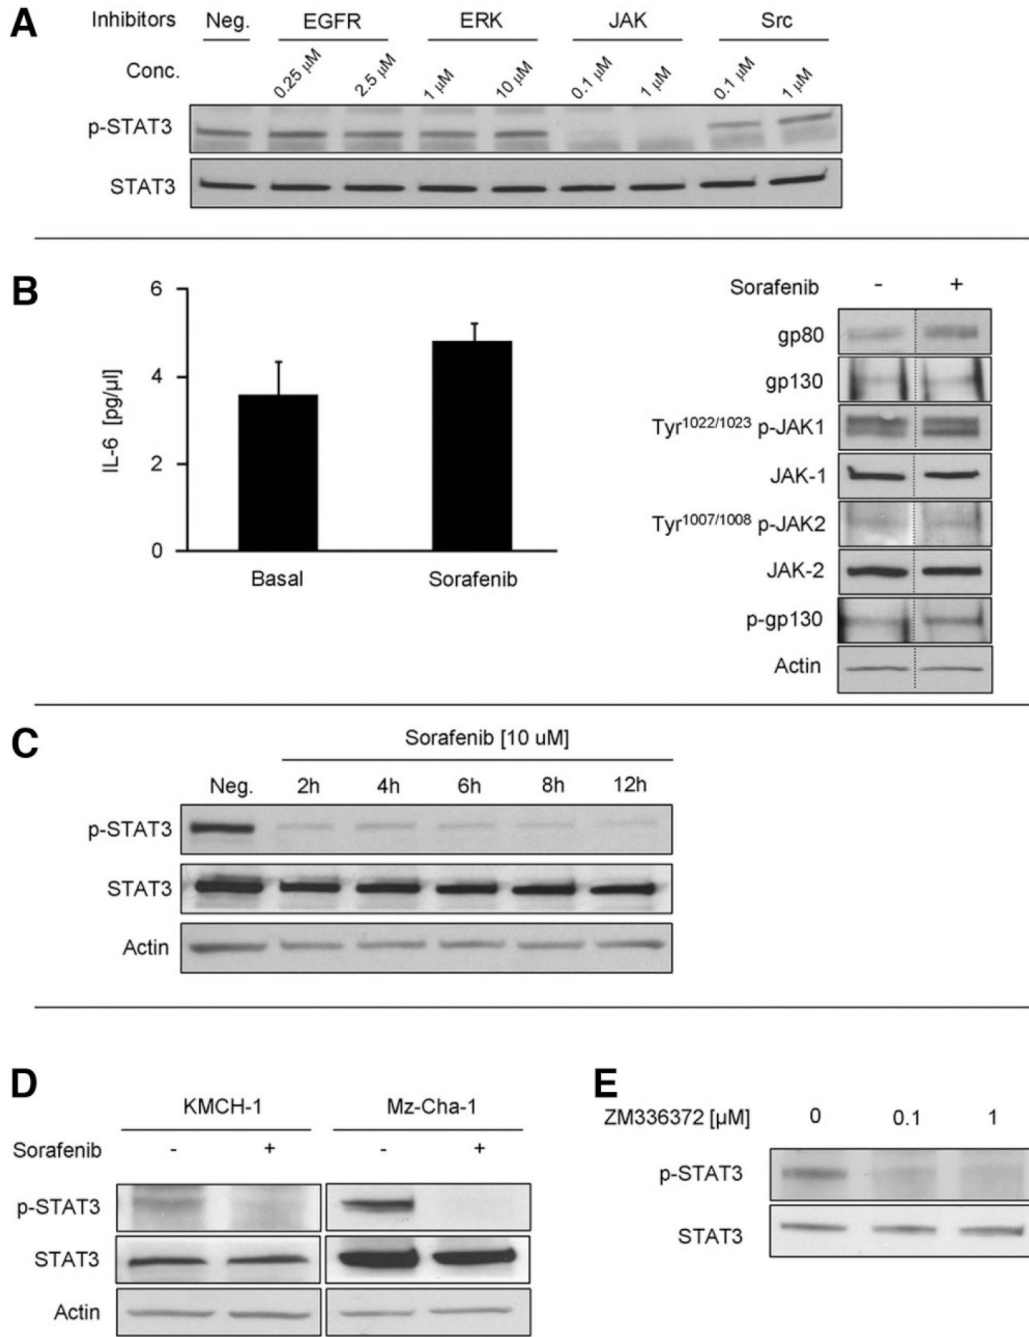 A
Inhibitors Neg. EGFR ERK JAK Src
Conc. 0.25 µM 2.5 µM 1 µM 10 µM 0.1 µM 1 µM 0.1 µM 1 µM
p-STAT3
STAT3
B
6
4
2
0
IL-6 [pg/µl]
Basal Sorafenib
Sorafenib - +
gp80
gp130
Tyr1022/1023 p-JAK1
JAK-1
Tyr1007/1008 p-JAK2
JAK-2
p-gp130
Actin
C
Sorafenib [10 uM]
Neg. 2h 4h 6h 8h 12h
p-STAT3
STAT3
Actin
D
KMCH-1 Mz-Cha-1
Sorafenib - + - +
p-STAT3
STAT3
Actin
E
ZM336372 [µM] 0 0.1 1
p-STAT3
STAT3